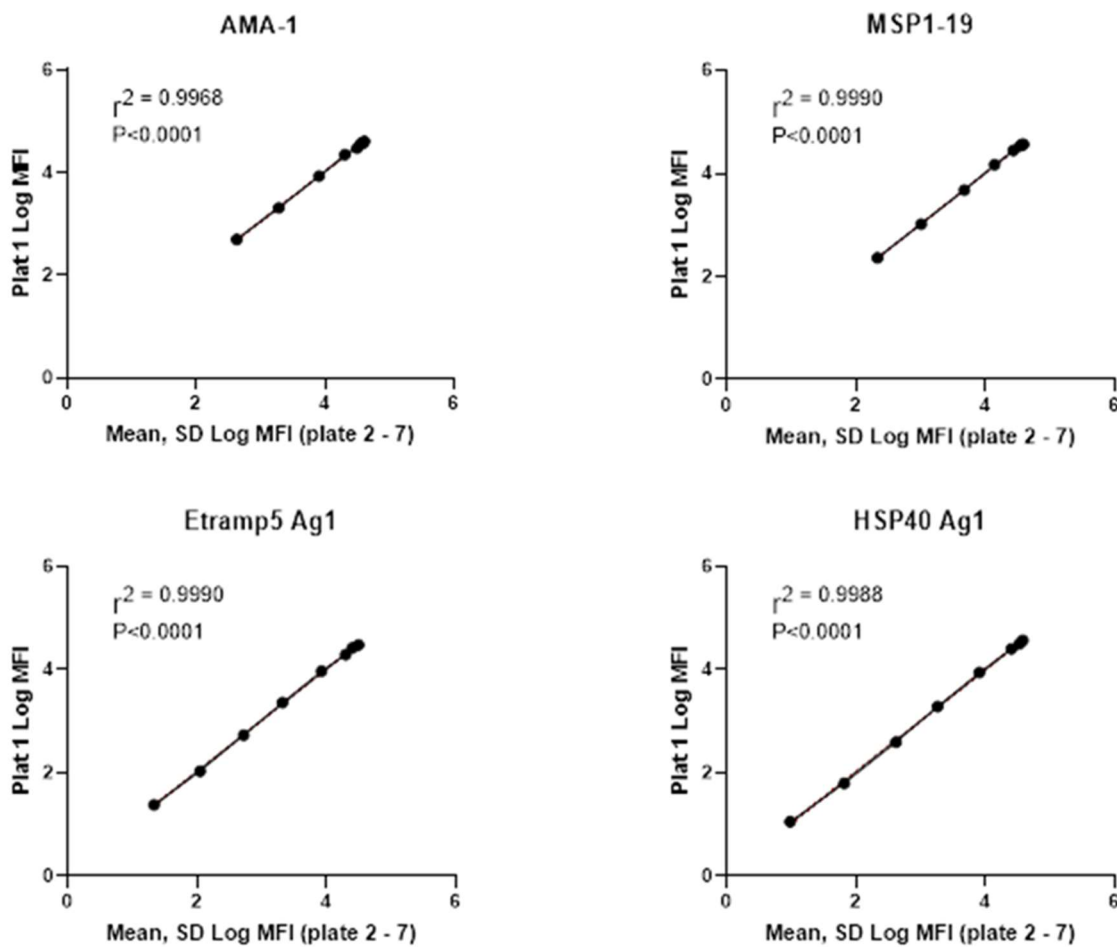 AMA-1
r2 = 0.9968
P<0.0001
Plat 1 Log MFI
6
4
2
0
0 2 4 6
Mean, SD Log MFI (plate 2 - 7)
MSP1-19
r2 = 0.9990
P<0.0001
Plat 1 Log MFI
6
4
2
0
0 2 4 6
Mean, SD Log MFI (plate 2 - 7)
Etramp5 Ag1
r2 = 0.9990
P<0.0001
Plat 1 Log MFI
6
4
2
0
0 2 4 6
Mean, SD Log MFI (plate 2 - 7)
HSP40 Ag1
r2 = 0.9988
P<0.0001
Plat 1 Log MFI
6
4
2
0
0 2 4 6
Mean, SD Log MFI (plate 2 - 7)